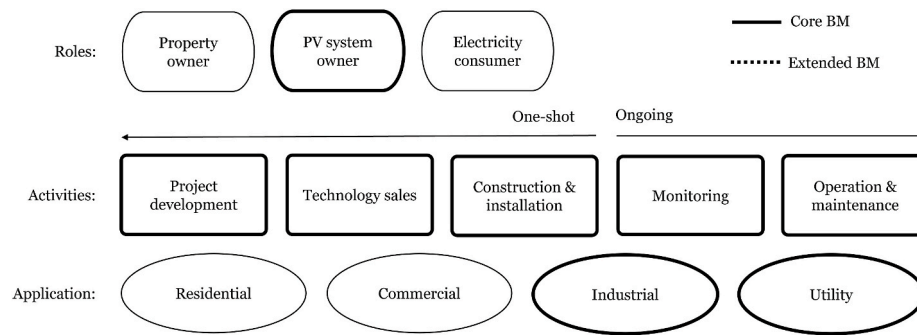 Roles:
Property
owner
PV system
owner
Electricity
consumer
Core BM
Extended BM
One-shot
Ongoing
Activities:
Project
development
Technology sales
Construction &
installation
Monitoring
Operation &
maintenance
Application:
Residential
Commercial
Industrial
Utility